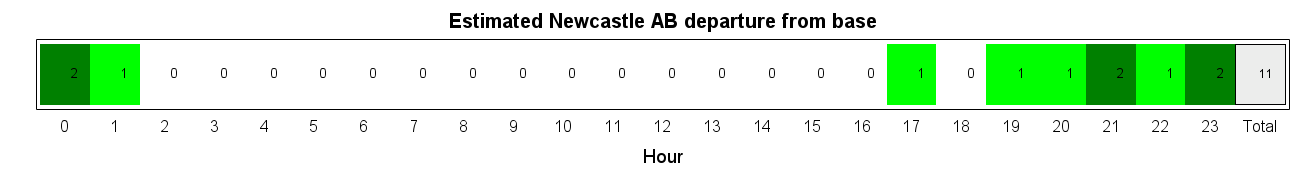 Estimated Newcastle AB departure from base
2 1 0 0 0 0 0 0 0 0 0 0 0 0 0 0 0 1 0 1 1 2 1 2 11
0 1 2 3 4 5 6 7 8 9 10 11 12 13 14 15 16 17 18 19 20 21 22 23 Total
Hour